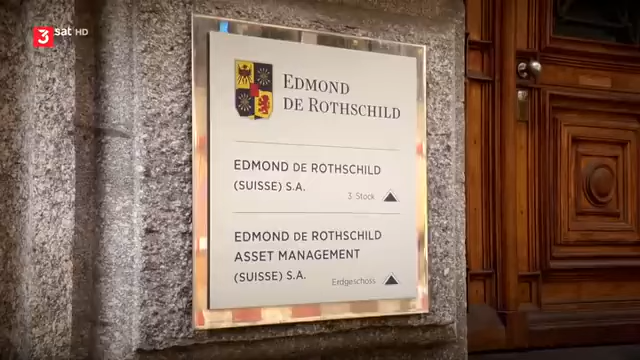 3sat HD
EDMOND
DE ROTHSCHILD
EDMOND DE ROTHSCHILD
(SUISSE) S.A.
3. Stock
EDMOND DE ROTHSCHILD
ASSET MANAGEMENT
(SUISSE) S.A.
Erdgeschoss